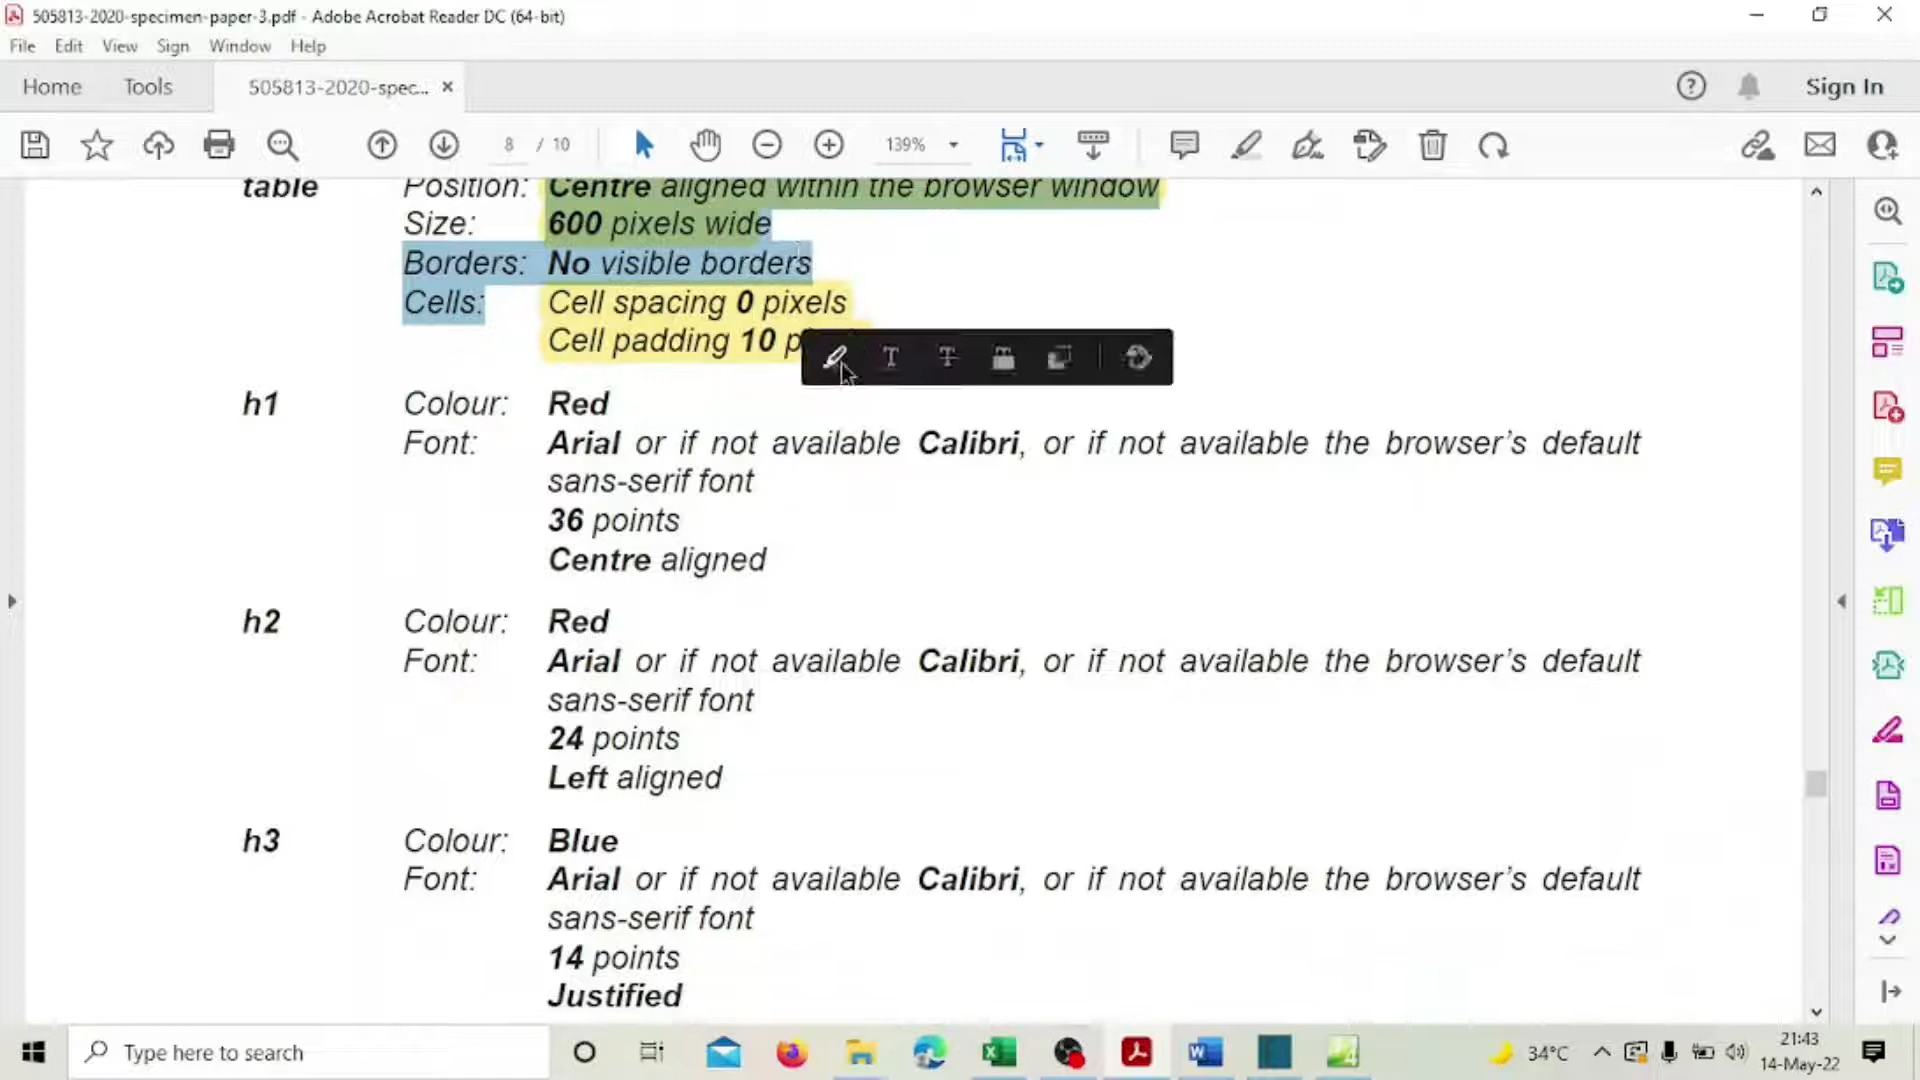 505813-2020-specimen-paper-3.pdf - Adobe Acrobat Reader DC (64-bit)
File Edit View Sign Window Help
Home Tools 505813-2020-spec... × Sign In
8 / 10 139%
table Position: Centre aligned within the browser window
Size: 600 pixels wide
Borders: No visible borders
Cells: Cell spacing 0 pixels
Cell padding 10 p
h1 Colour: Red
Font: Arial or if not available Calibri, or if not available the browser's default
sans-serif font
36 points
Centre aligned
h2 Colour: Red
Font: Arial or if not available Calibri, or if not available the browser's default
sans-serif font
24 points
Left aligned
h3 Colour: Blue
Font: Arial or if not available Calibri, or if not available the browser's default
sans-serif font
14 points
Justified
Type here to search
34°C
21:43
14-May-22